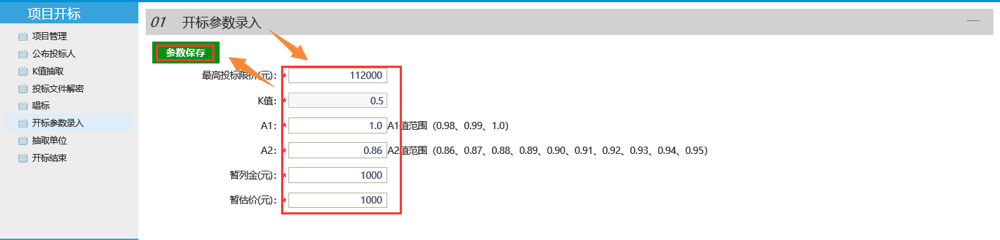 项目开标
项目管理
公布投标人
K值抽取
投标文件解密
唱标
开标参数录入
抽取单位
开标结束
01 开标参数录入
参数保存
最高投标限价(元): * 112000
K值: * 0.5
A1: * 1.0 A1值范围（0.98、0.99、1.0）
A2: * 0.86 A2值范围（0.86、0.87、0.88、0.89、0.90、0.91、0.92、0.93、0.94、0.95）
暂列金(元): * 1000
暂估价(元): * 1000